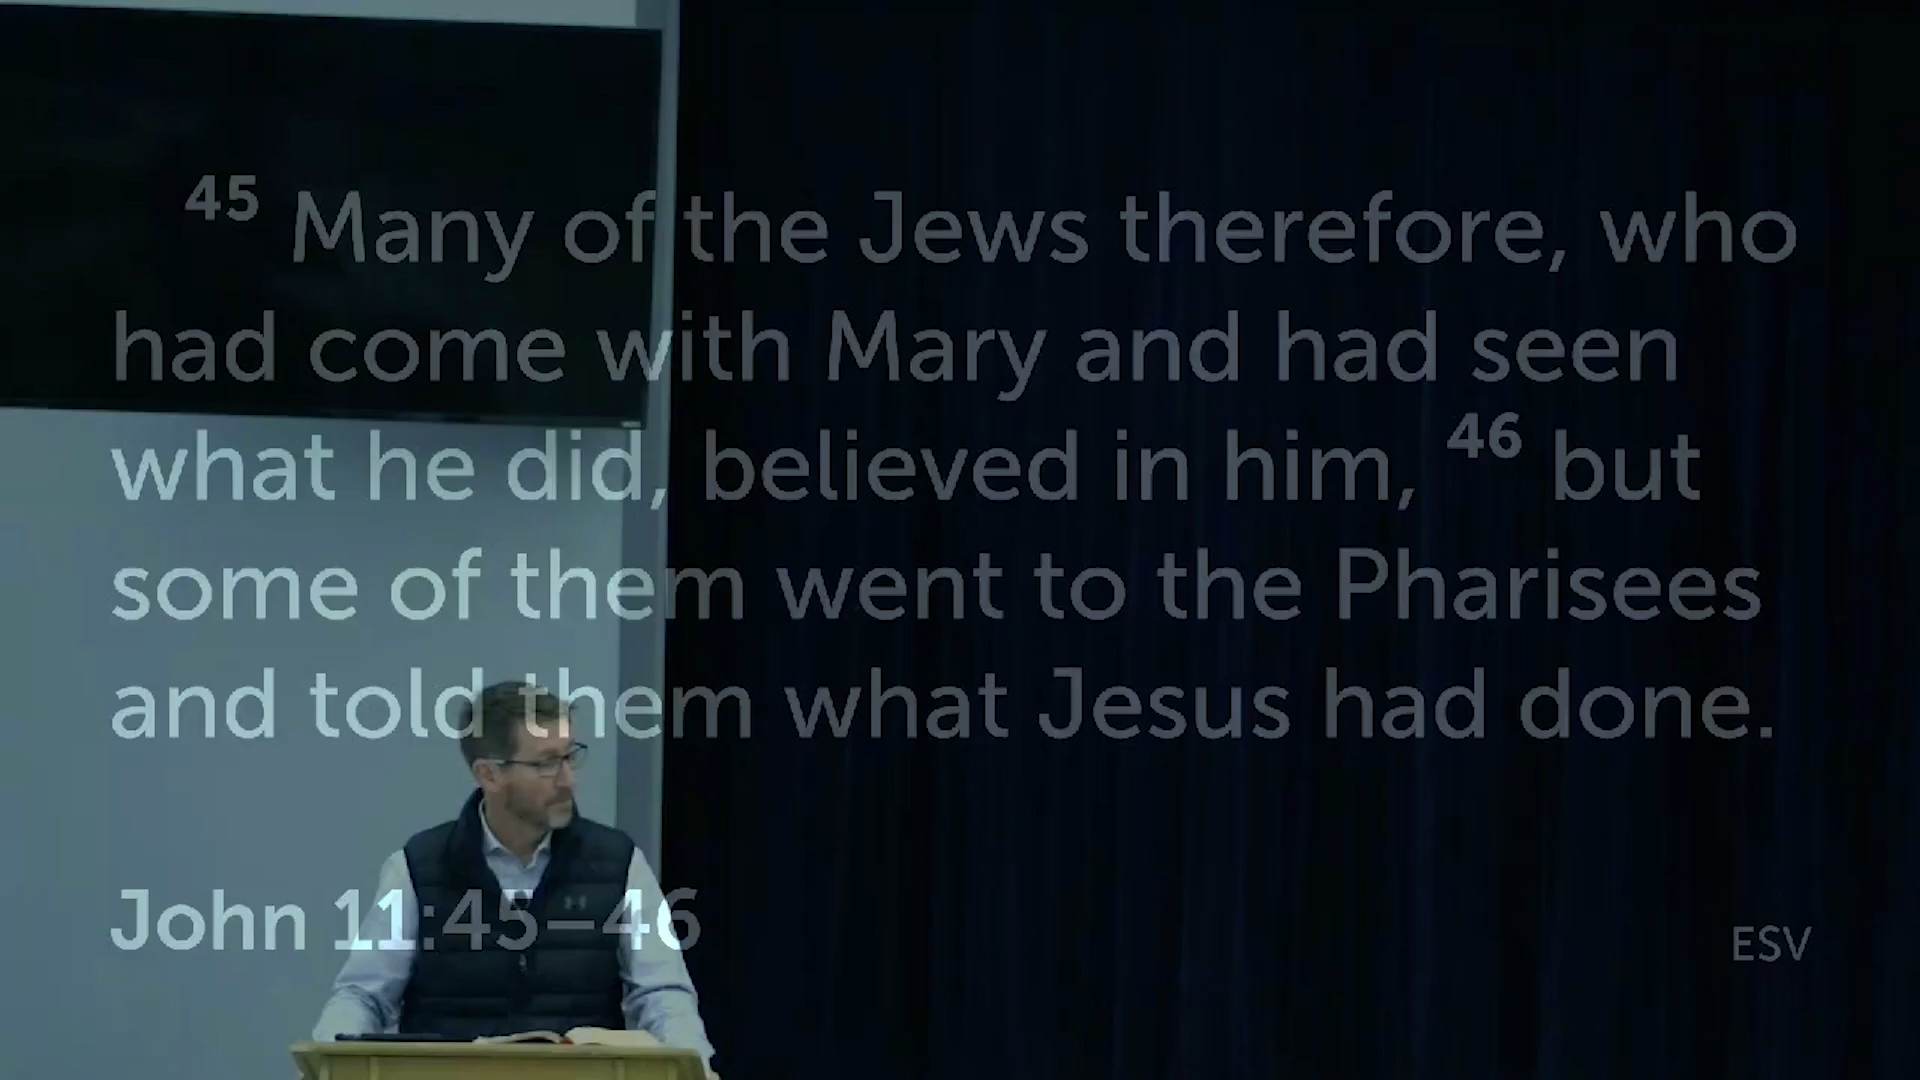 45 Many of the Jews therefore, who
had come with Mary and had seen
what he did, believed in him, 46 but
some of them went to the Pharisees
and told them what Jesus had done.
John 11:45–46
ESV